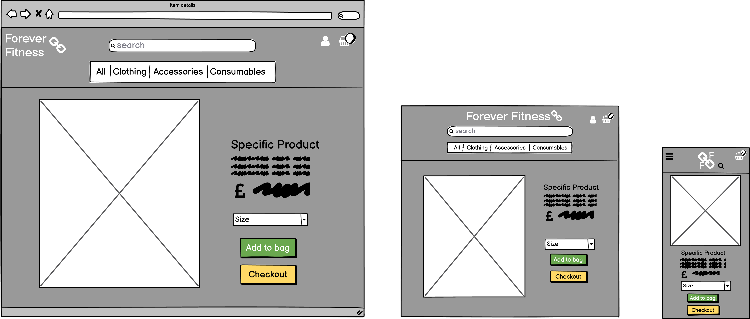 Item details
Forever
Fitness
search
All Clothing Accessories Consumables
Specific Product
£
Size
Add to bag
Checkout
Forever Fitness
search
All Clothing Accessories Consumables
Specific Product
£
Size
Add to bag
Checkout
F
F
Specific Product
£
Size
Add to bag
Checkout